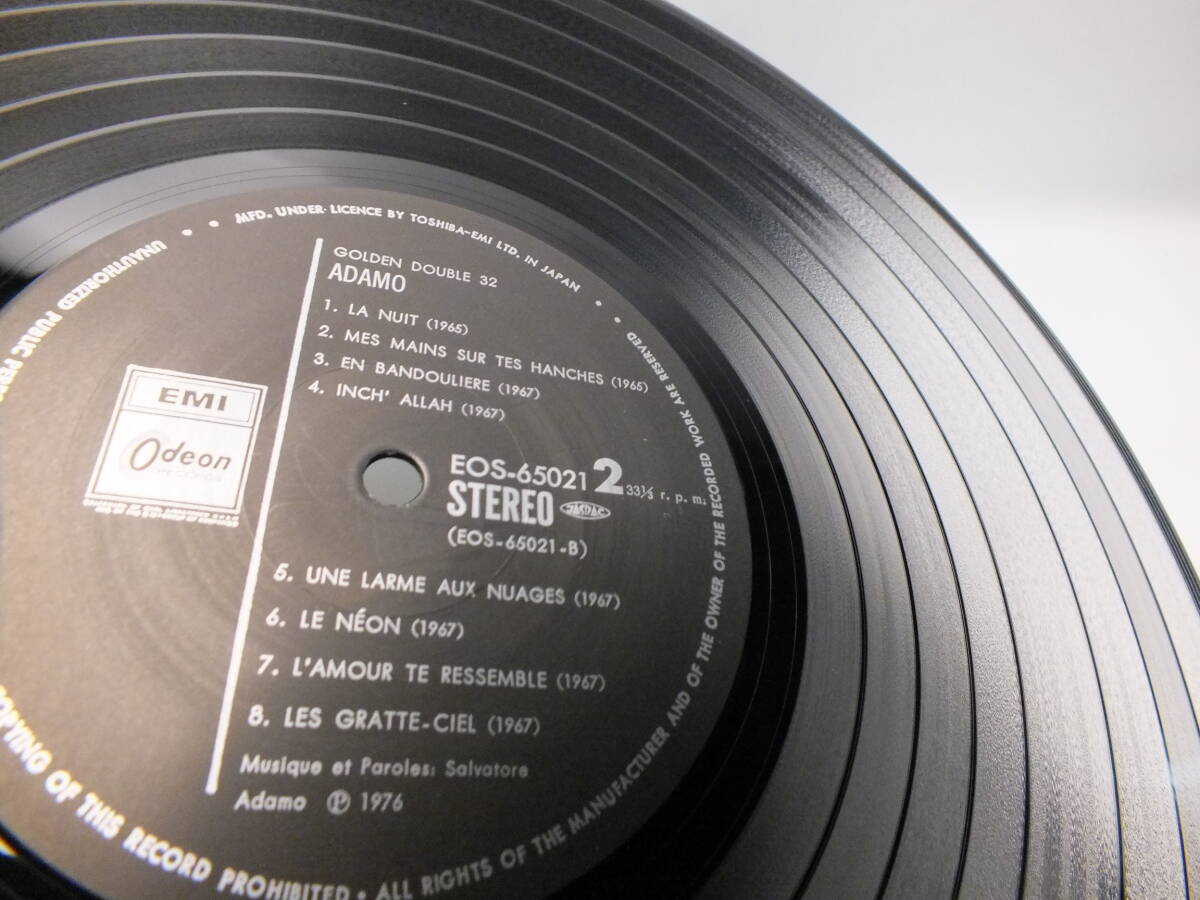 MFD. UNDER LICENCE BY TOSHIBA-EMI LTD. IN JAPAN
GOLDEN DOUBLE 32
ADAMO
1. LA NUIT (1965)
2. MES MAINS SUR TES HANCHES (1965)
3. EN BANDOULIERE (1967)
4. INCH' ALLAH (1967)
EMI
Odeon
EOS-65021 2 33⅓ r.p.m.
STEREO JASRAC
(EOS-65021-B)
5. UNE LARME AUX NUAGES (1967)
6. LE NÉON (1967)
7. L'AMOUR TE RESSEMBLE (1967)
8. LES GRATTE-CIEL (1967)
Musique et Paroles: Salvatore
Adamo Ⓟ 1976
ALL RIGHTS OF THE MANUFACTURER AND OF THE OWNER OF THE RECORDED WORK ARE RESERVED
UNAUTHORIZED PUBLIC
OPYING OF THIS RECORD PROHIBITED